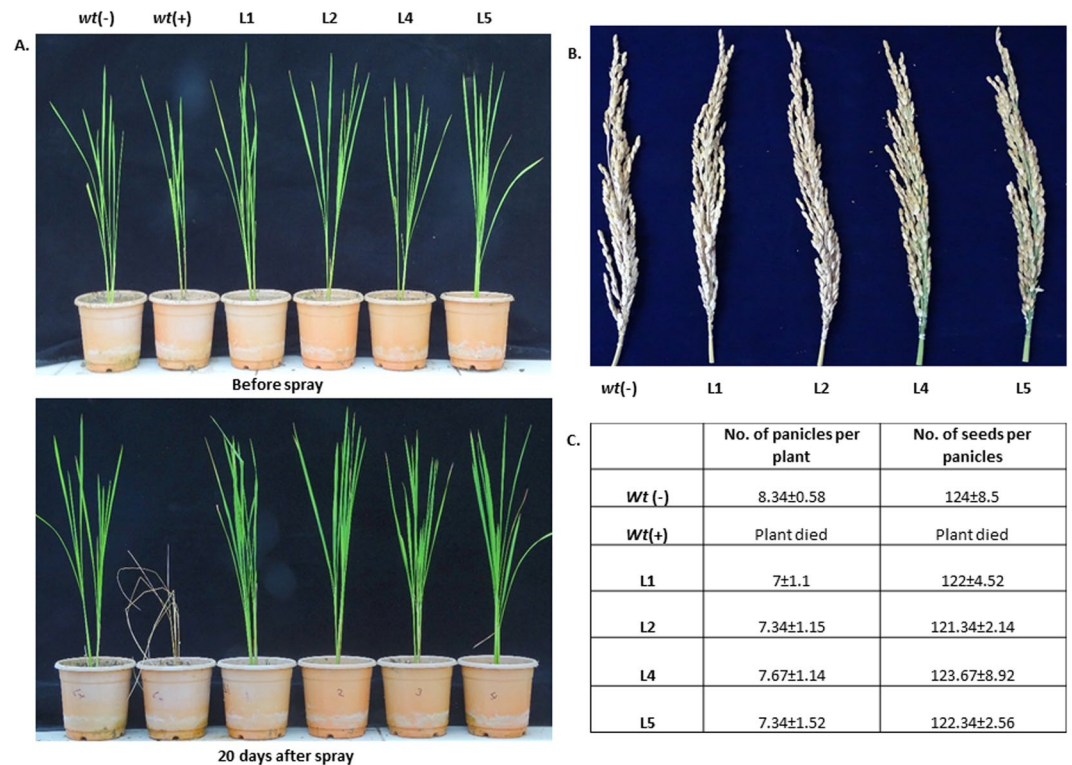 wt(-) wt(+) L1 L2 L4 L5
A.
Before spray
20 days after spray
B.
wt(-) L1 L2 L4 L5
C.
No. of panicles per plant No. of seeds per panicles
Wt (-) 8.34±0.58 124±8.5
Wt(+) Plant died Plant died
L1 7±1.1 122±4.52
L2 7.34±1.15 121.34±2.14
L4 7.67±1.14 123.67±8.92
L5 7.34±1.52 122.34±2.56
2
3